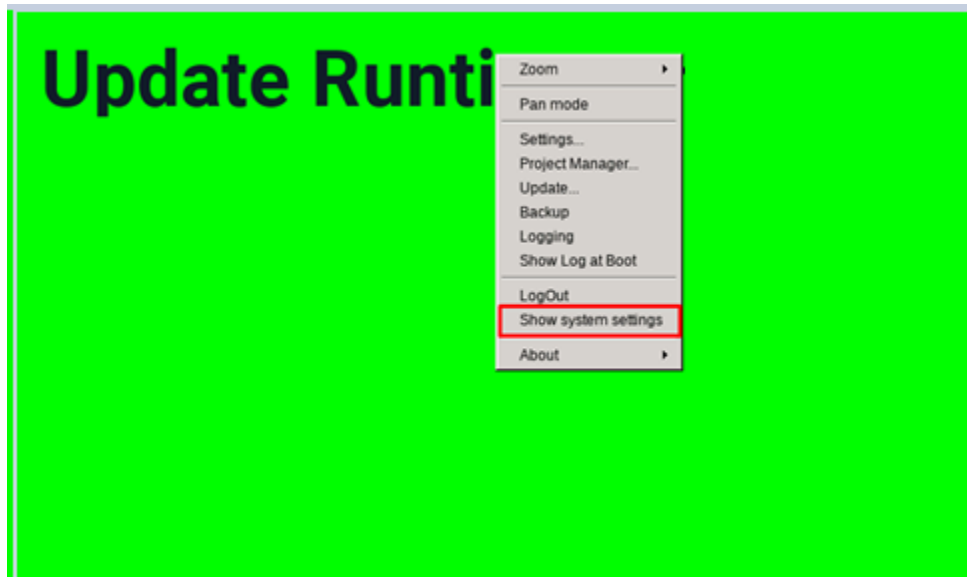 Update Runti
Zoom
Pan mode
Settings...
Project Manager...
Update...
Backup
Logging
Show Log at Boot
LogOut
Show system settings
About